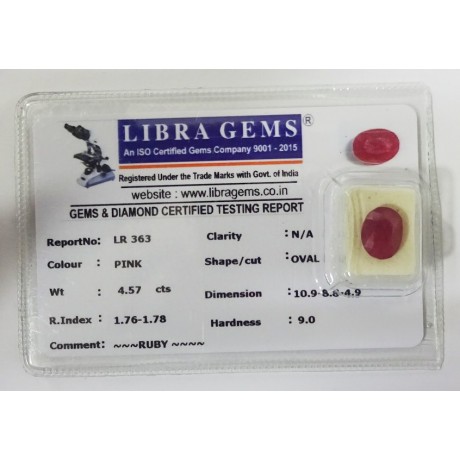 LIBRA GEMS®
An ISO Certified Gems Company 9001 - 2015
Registered Under the Trade Marks with Govt. of India
website : www.libragems.co.in
GEMS & DIAMOND CERTIFIED TESTING REPORT
ReportNo: LR 363 Clarity : N/A
Colour : PINK Shape/cut : OVAL
Wt : 4.57 cts Dimension : 10.9-8.8-4.9
R.Index : 1.76-1.78 Hardness : 9.0
Comment: ~~~RUBY ~~~~